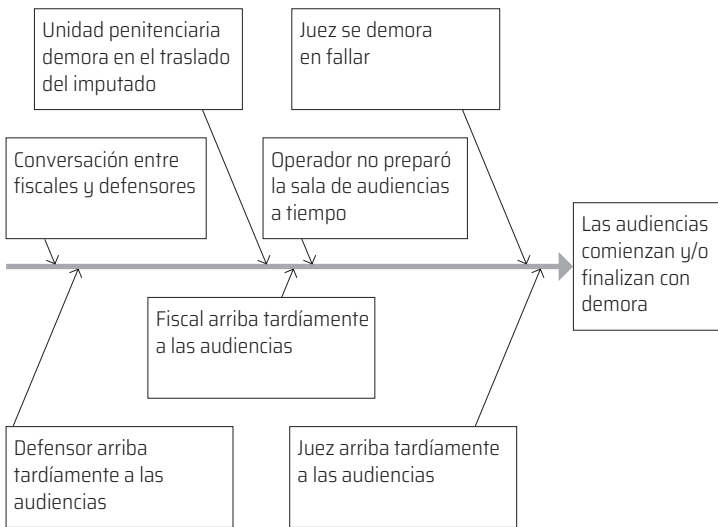 Unidad penitenciaria
demora en el traslado
del imputado
Juez se demora
en fallar
Conversación entre
fiscales y defensores
Operador no preparó
la sala de audiencias
a tiempo
Las audiencias
comienzan y/o
finalizan con
demora
Fiscal arriba tardíamente
a las audiencias
Defensor arriba
tardíamente a las
audiencias
Juez arriba tardíamente
a las audiencias